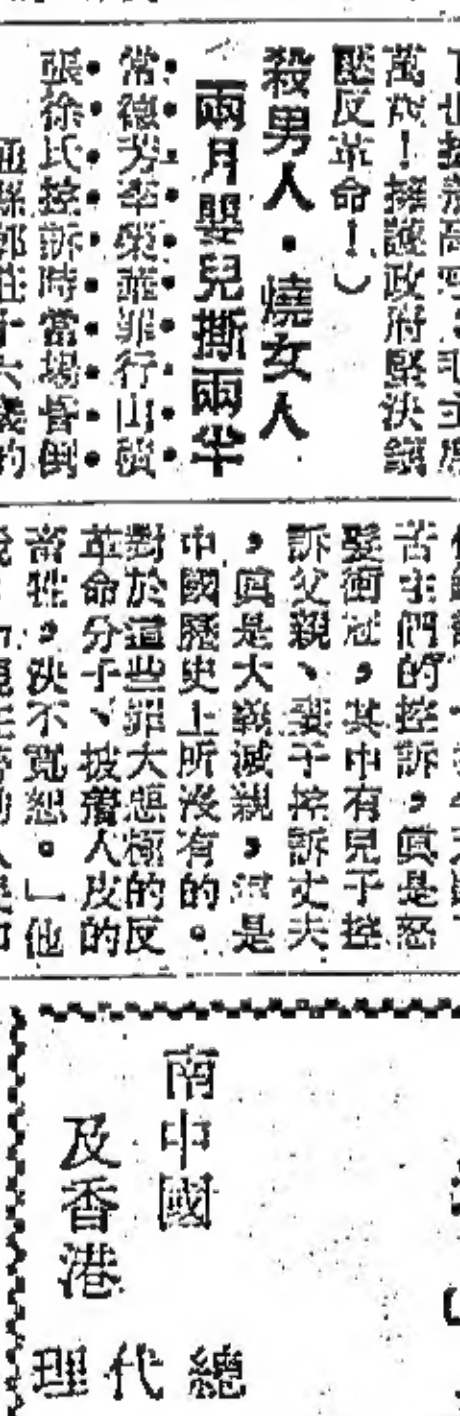 萬歲!擁護政府堅決鎮
壓反革命!)
殺男人·燒女人
兩月嬰兒撕兩半
常德芳李榮 罪行山積
張徐氏控訴時當場昏倒
苦主們的控訴,真是怒
髮衝冠,其中有兒子控
訴父親、妻子控訴丈夫
,真是大義滅親,這是
中國歷史上所沒有的。
對於這些罪大惡極的反
革命分子、披着人皮的
畜牲,決不寬恕。」他
南中國
及香港
總代理